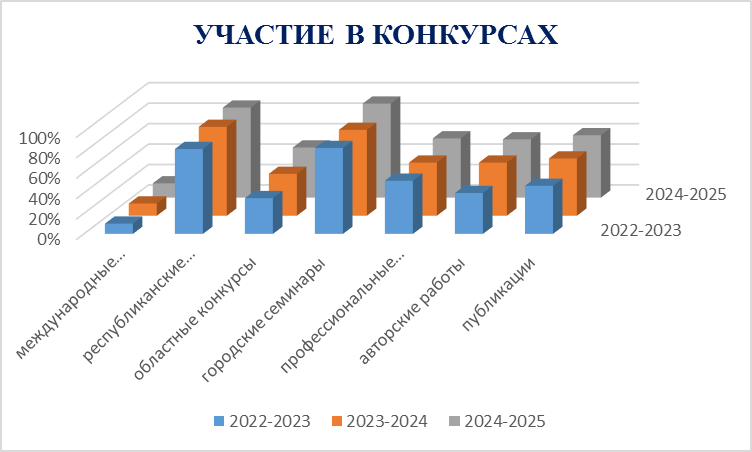 УЧАСТИЕ В КОНКУРСАХ
100%
80%
60%
40%
20%
0%
2024-2025
2022-2023
международные...
республиканские...
областные конкурсы
городские семинары
профессиональные...
авторские работы
публикации
2022-2023 2023-2024 2024-2025